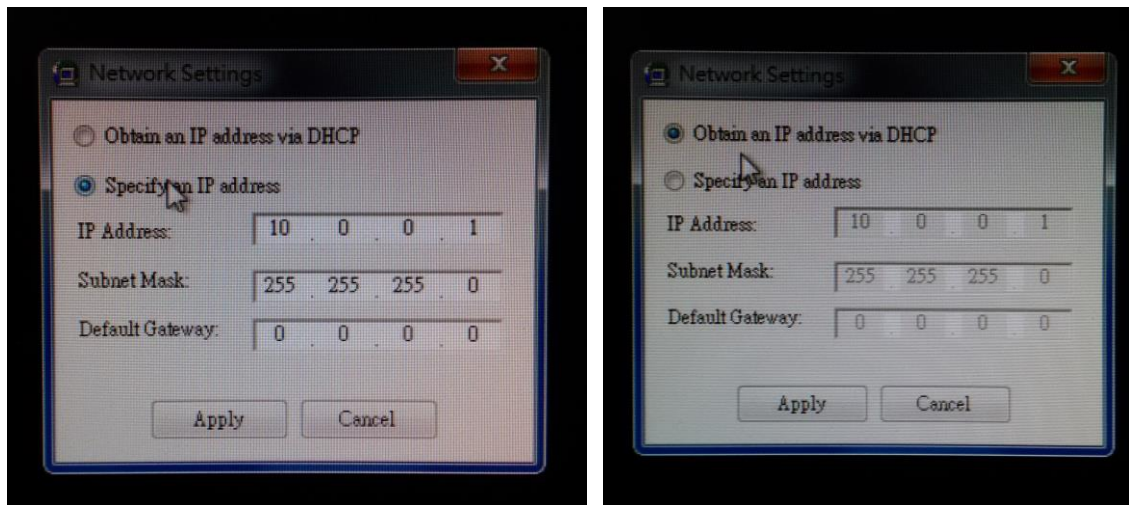 Network Settings
Obtain an IP address via DHCP
Specify an IP address
IP Address: 10 . 0 . 0 . 1
Subnet Mask: 255 . 255 . 255 . 0
Default Gateway: 0 . 0 . 0 . 0
Apply Cancel
Network Settings
Obtain an IP address via DHCP
Specify an IP address
IP Address: 10 . 0 . 0 . 1
Subnet Mask: 255 . 255 . 255 . 0
Default Gateway: 0 . 0 . 0 . 0
Apply Cancel